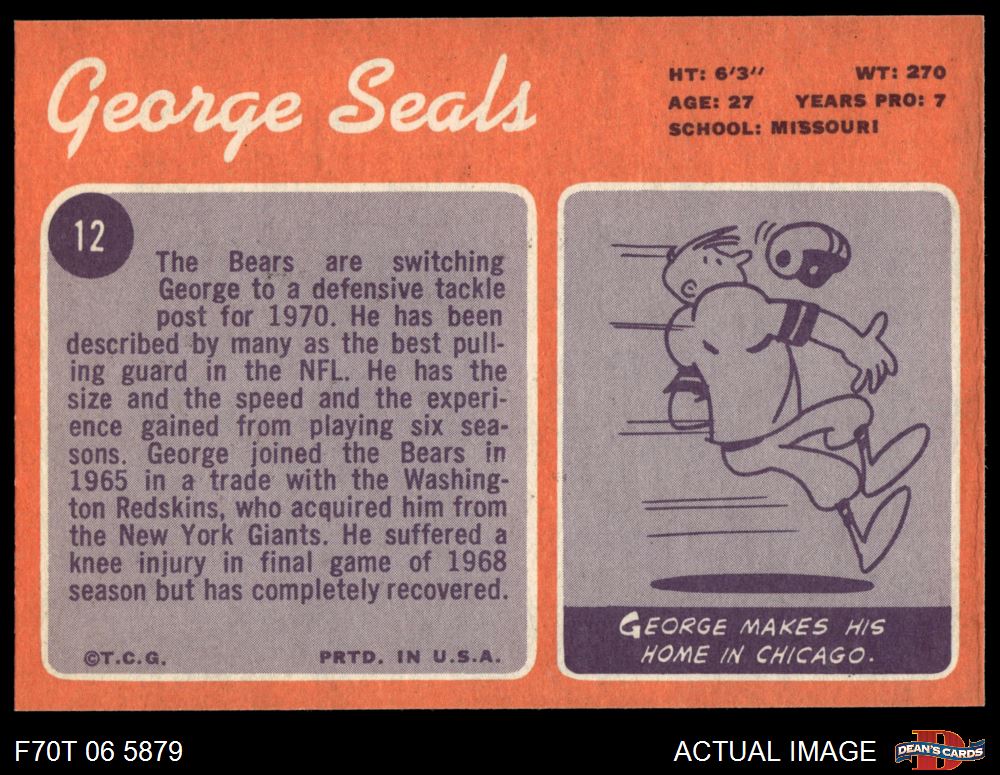 George Seals
HT: 6'3" WT: 270
AGE: 27 YEARS PRO: 7
SCHOOL: MISSOURI
12
The Bears are switching
George to a defensive tackle
post for 1970. He has been
described by many as the best pull-
ing guard in the NFL. He has the
size and the speed and the experi-
ence gained from playing six sea-
sons. George joined the Bears in
1965 in a trade with the Washing-
ton Redskins, who acquired him from
the New York Giants. He suffered a
knee injury in final game of 1968
season but has completely recovered.
©T.C.G. PRTD. IN U.S.A.
GEORGE MAKES HIS
HOME IN CHICAGO.
F70T 06 5879
ACTUAL IMAGE
DEAN'S CARDS